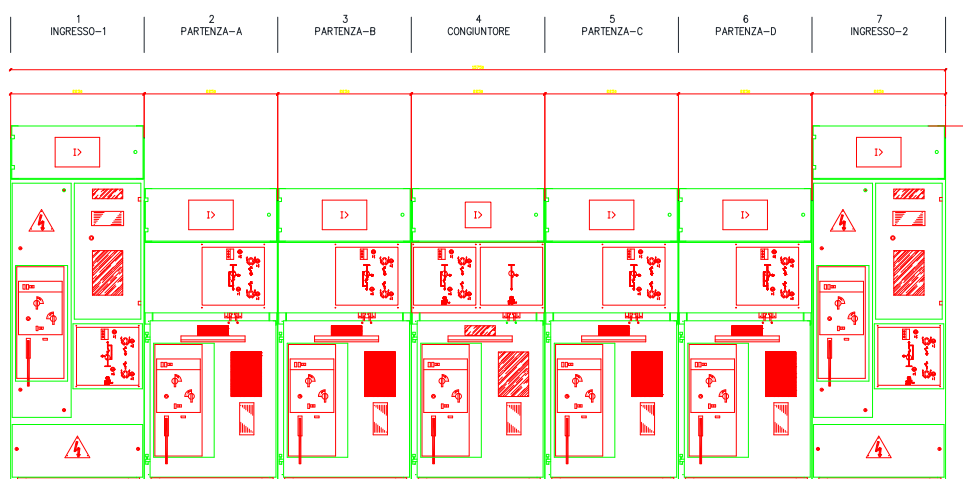 1 2 3 4 5 6 7
INGRESSO-1 PARTENZA-A PARTENZA-B CONGIUNTORE PARTENZA-C PARTENZA-D INGRESSO-2
I> I>
I> I> I> I> I>